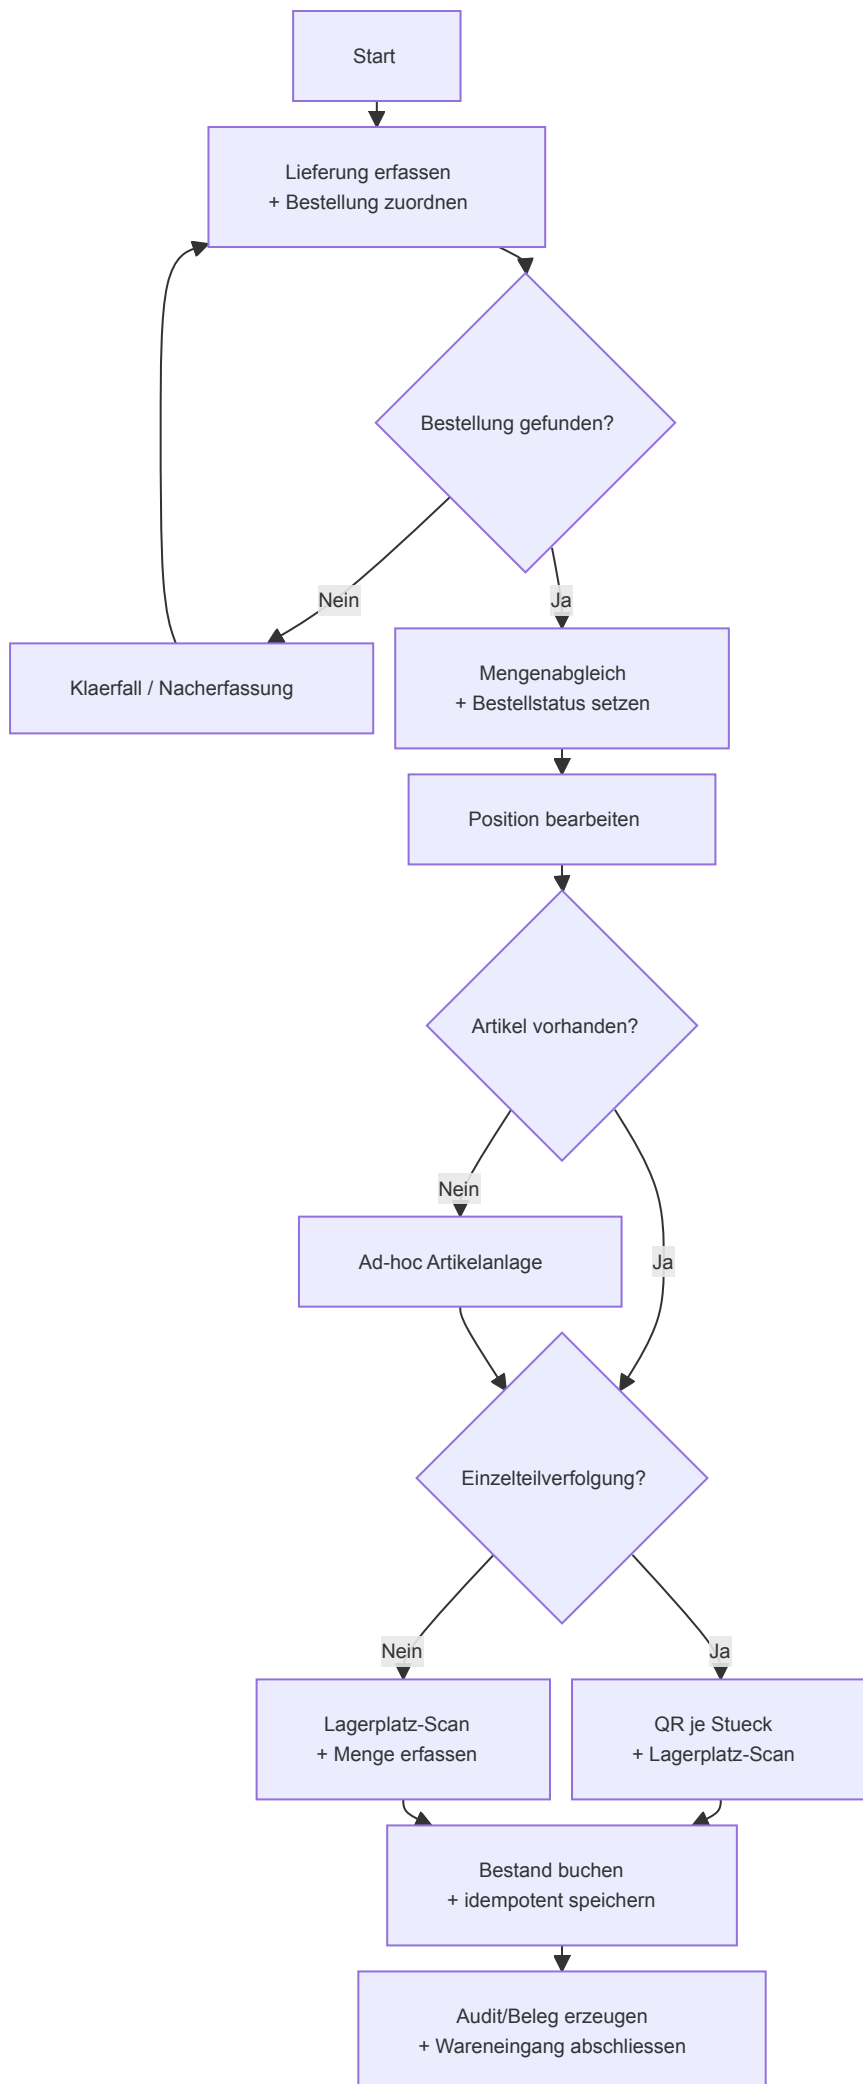 Start
Lieferung erfassen
+ Bestellung zuordnen
Bestellung gefunden?
Nein
Ja
Klaerfall / Nacherfassung
Mengenabgleich
+ Bestellstatus setzen
Position bearbeiten
Artikel vorhanden?
Nein
Ad-hoc Artikelanlage
Ja
Einzelteilverfolgung?
Nein
Ja
Lagerplatz-Scan
+ Menge erfassen
QR je Stueck
+ Lagerplatz-Scan
Bestand buchen
+ idempotent speichern
Audit/Beleg erzeugen
+ Wareneingang abschliessen